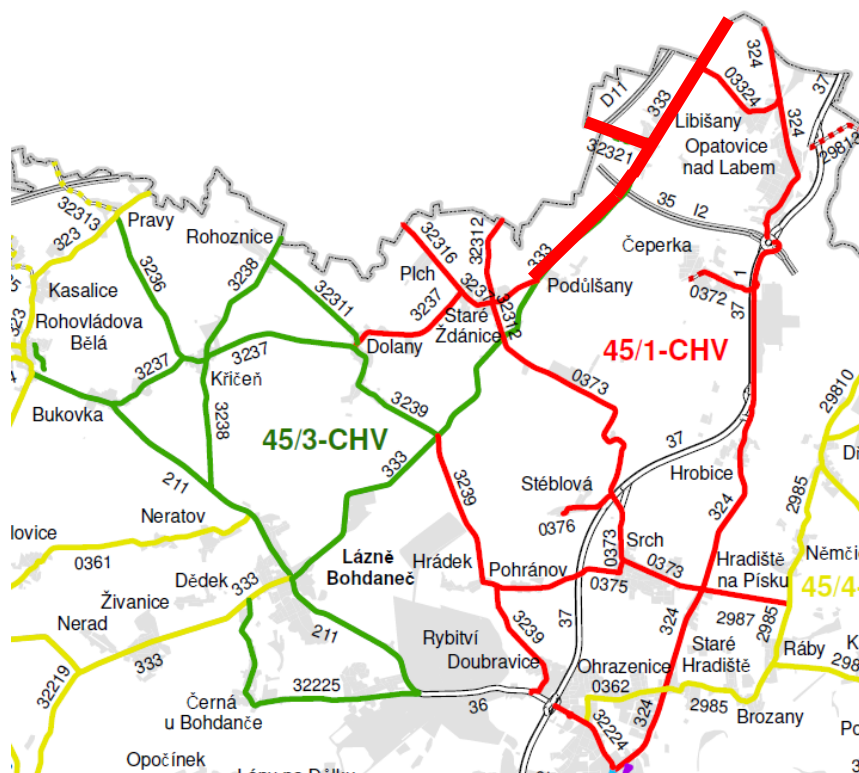 324
37
D11
333
03324
324
Libišany
32321
Opatovice
nad Labem
29813
32313
323
Pravy
Rohoznice
32316
32312
35
I2
Čeperka
3236
3238
Plch
333
Podůlšany
1
0372
37
Kasalice
32311
3237
3237
32312
Staré
Ždánice
323
Rohovládova
Bělá
3237
3237
Dolany
45/1-CHV
Křičeň
0373
29810
Bukovka
3238
3239
45/3-CHV
333
37
Hrobice
211
3239
Stéblová
2985
324
Neratov
0376
Srch
lovice
0361
Lázně
Bohdaneč
Hrádek
Pohránov
0373
0373
Hradiště
na Písku
Němčic
Dědek
333
0375
45/4-
Živanice
Nerad
2987
2985
211
37
324
333
Rybitví
3239
Doubravice
Staré
Hradiště
Ráby
32219
Ohrazenice
298
32225
0362
Černá
u Bohdanče
36
2985
Brozany
324
32224
Opočínek